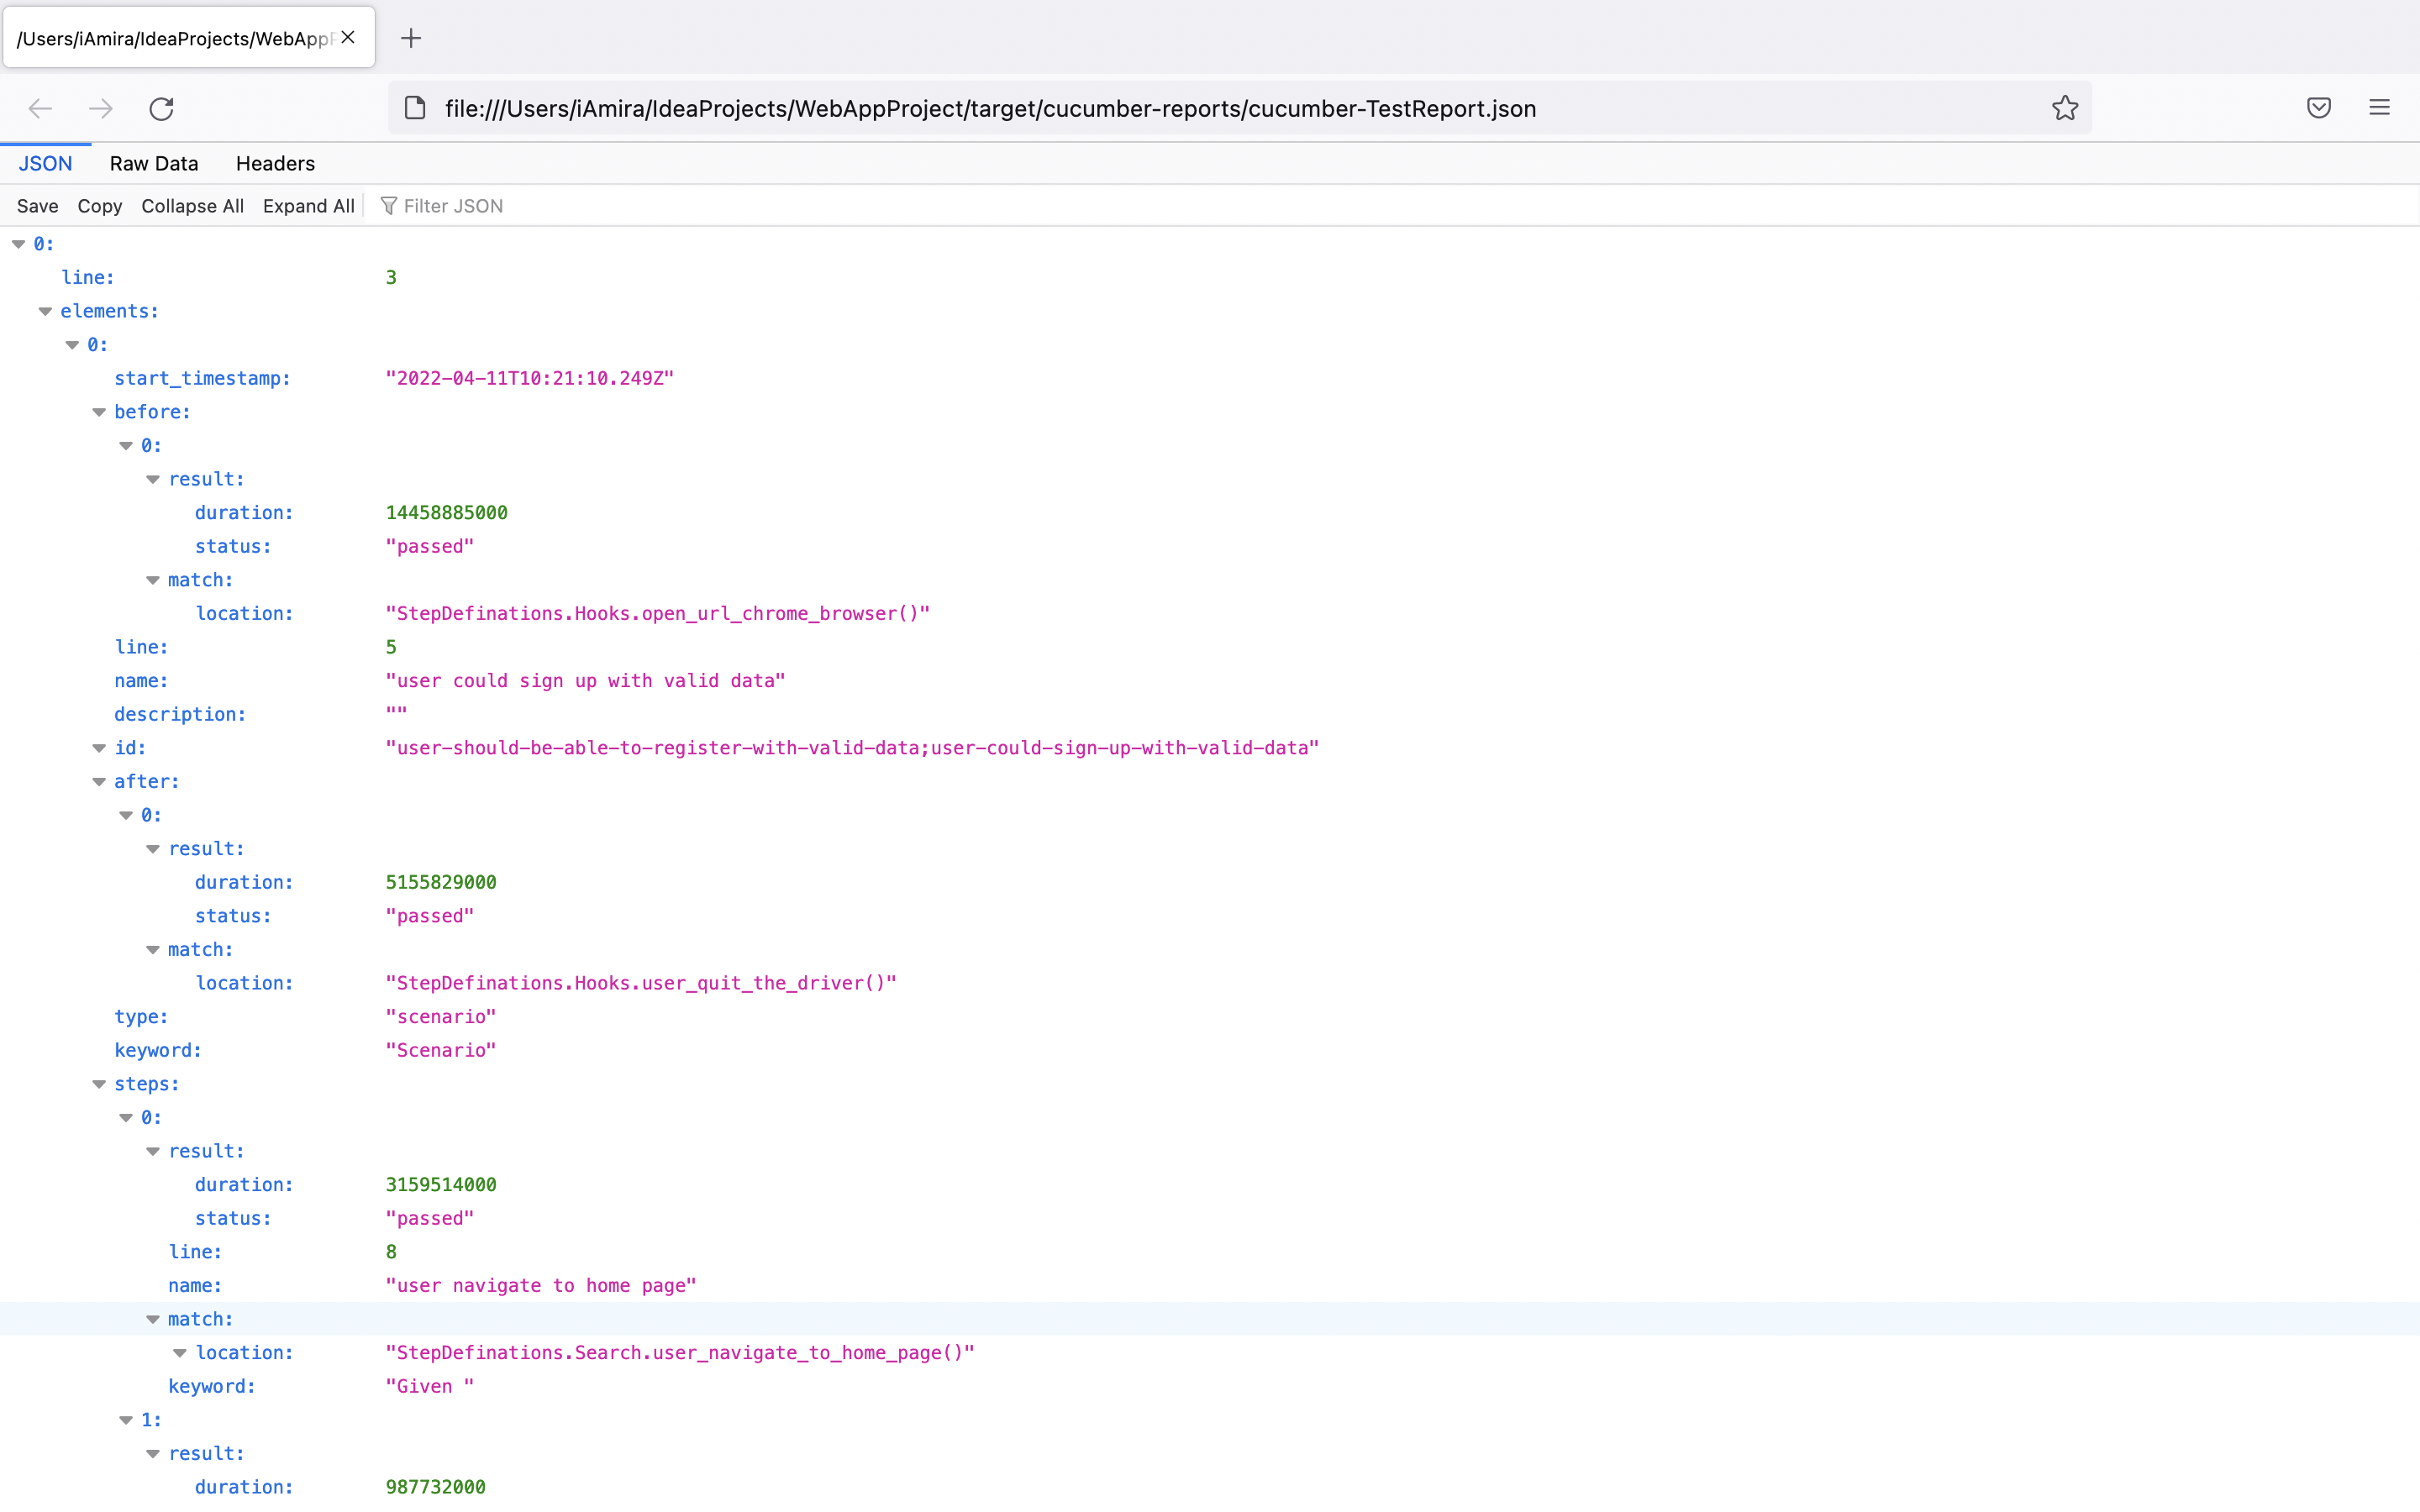 /Users/iAmira/IdeaProjects/WebAppP
file:///Users/iAmira/IdeaProjects/WebAppProject/target/cucumber-reports/cucumber-TestReport.json
JSON Raw Data Headers
Save Copy Collapse All Expand All Filter JSON
0:
line: 3
elements:
0:
start_timestamp: "2022-04-11T10:21:10.249Z"
before:
0:
result:
duration: 14458885000
status: "passed"
match:
location: "StepDefinations.Hooks.open_url_chrome_browser()"
line: 5
name: "user could sign up with valid data"
description: ""
id: "user-should-be-able-to-register-with-valid-data;user-could-sign-up-with-valid-data"
after:
0:
result:
duration: 5155829000
status: "passed"
match:
location: "StepDefinations.Hooks.user_quit_the_driver()"
type: "scenario"
keyword: "Scenario"
steps:
0:
result:
duration: 3159514000
status: "passed"
line: 8
name: "user navigate to home page"
match:
location: "StepDefinations.Search.user_navigate_to_home_page()"
keyword: "Given "
1:
result:
duration: 987732000